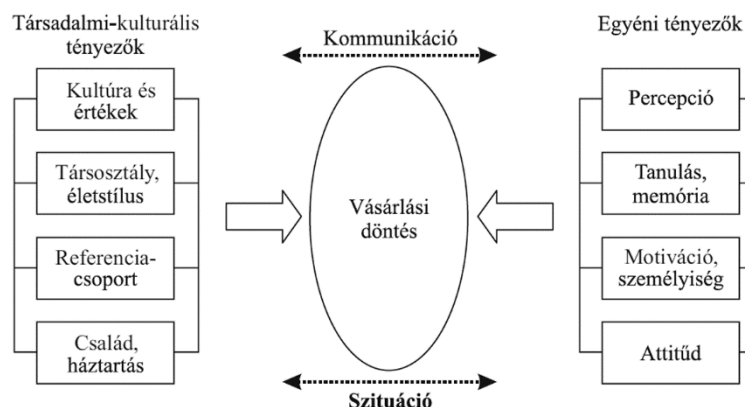 Társadalmi-kulturális
tényezők
Kultúra és
értékek
Társosztály,
életstílus
Referencia-
csoport
Család,
háztartás
Kommunikáció
Vásárlási
döntés
Szituáció
Egyéni tényezők
Percepció
Tanulás,
memória
Motiváció,
személyiség
Attitűd